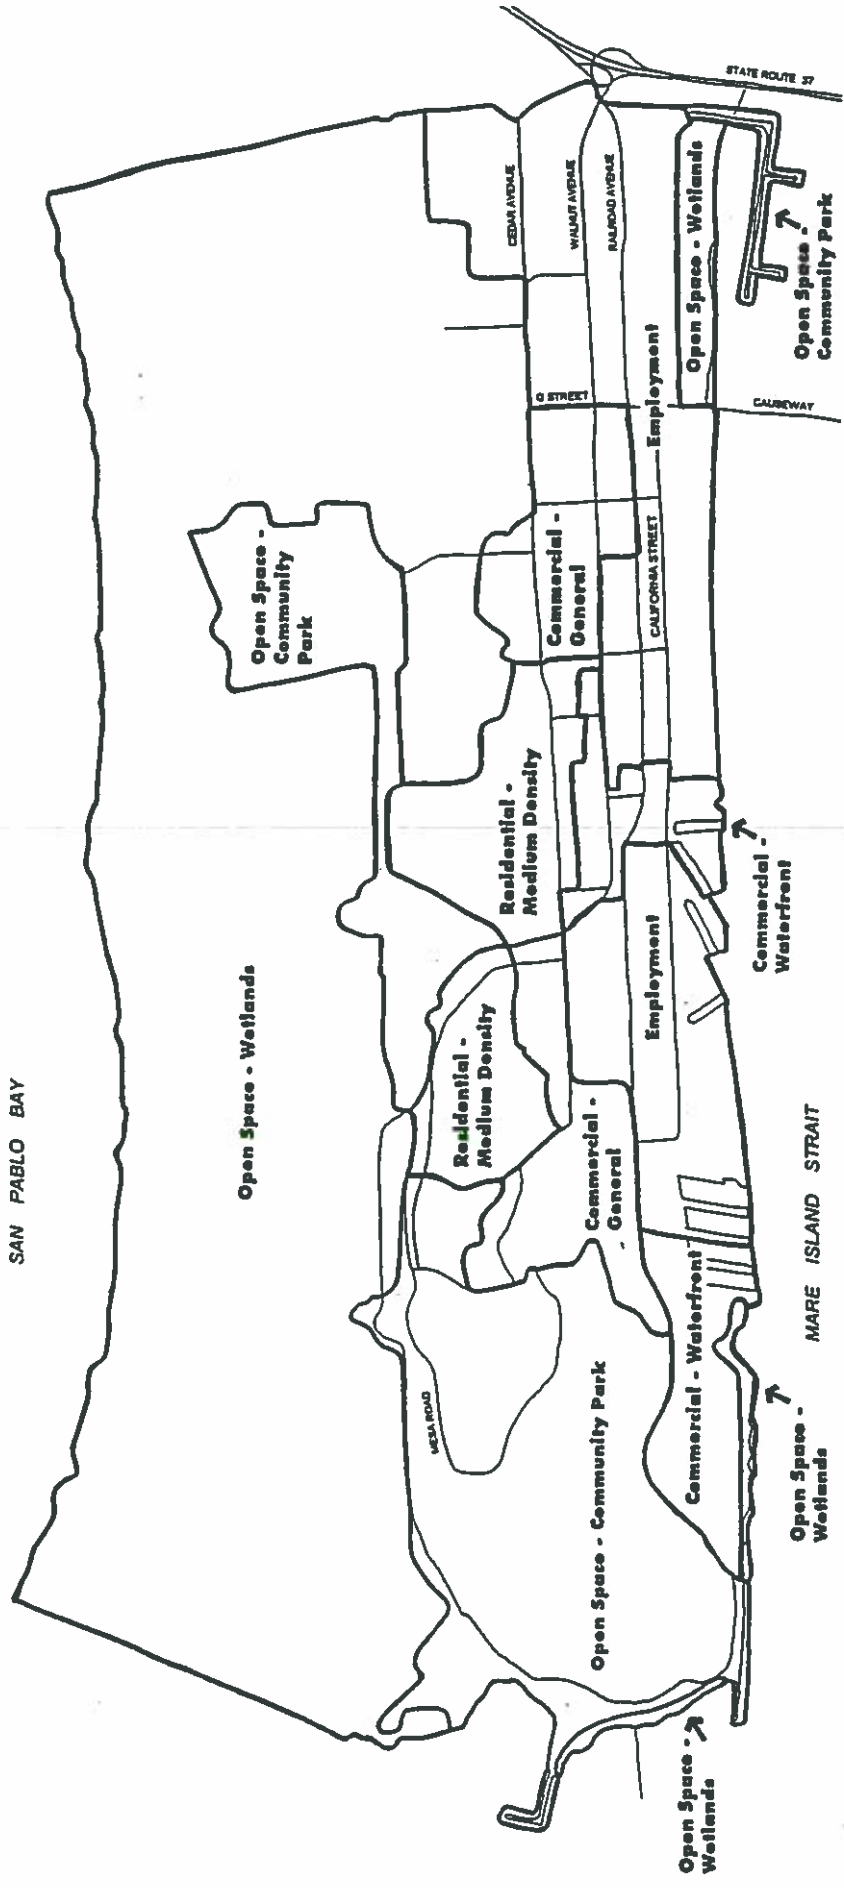 SAN PABLO BAY
Open Space - Wetlands
Open Space -
Community
Park
CEDAR AVENUE
WALNUT AVENUE
RAILROAD AVENUE
STATE ROUTE 37
Open Space - Wetlands
Open Space -
Community Park
G STREET
Employment
CAUSEWAY
Commercial -
General
CALIFORNIA STREET
Residential -
Medium Density
Commercial -
Waterfront
Employment
Residential -
Medium Density
Commercial -
General
MARE ISLAND STRAIT
MESA ROAD
Open Space - Community Park
Commercial - Waterfront
Open Space -
Wetlands
Open Space -
Wetlands